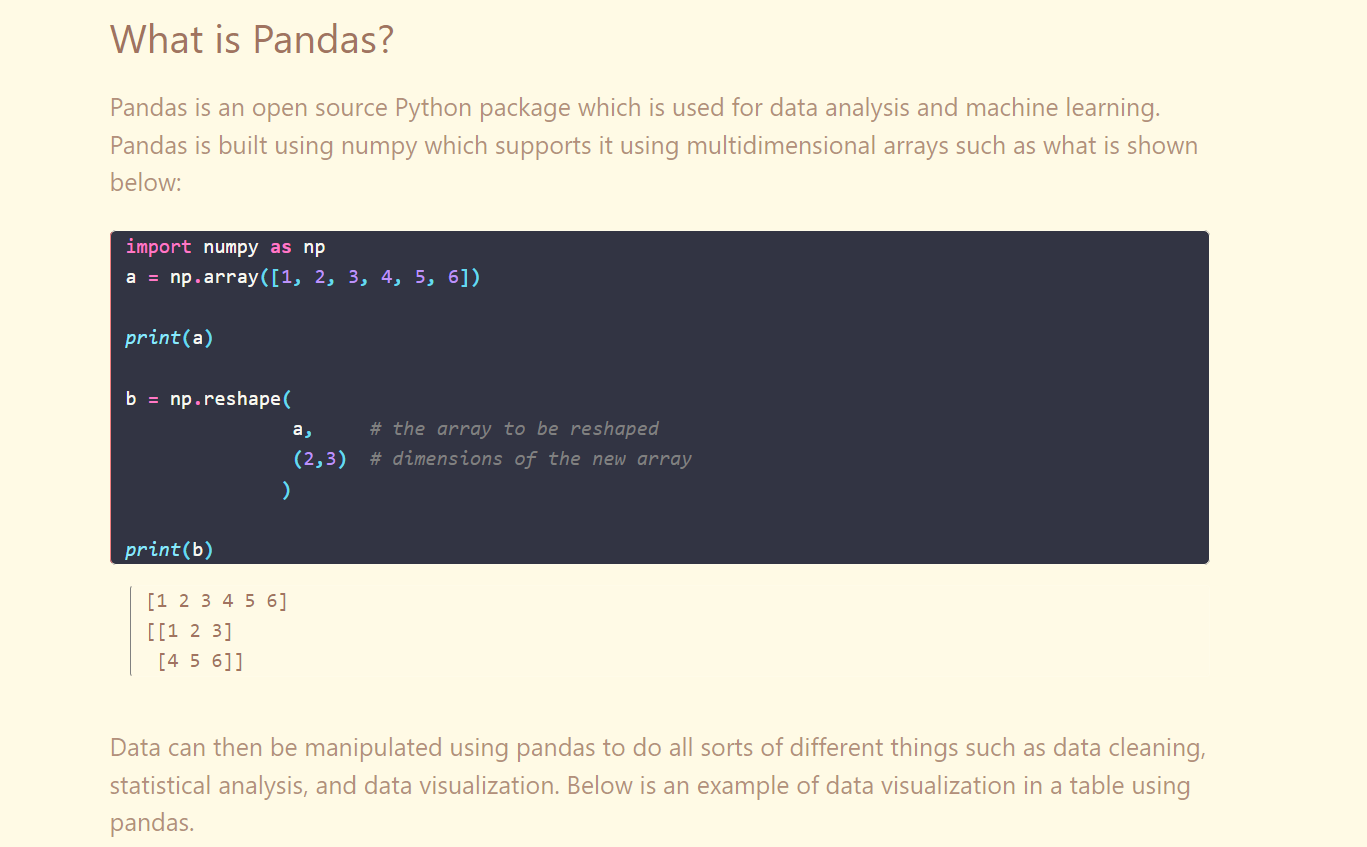 What is Pandas?
Pandas is an open source Python package which is used for data analysis and machine learning.
Pandas is built using numpy which supports it using multidimensional arrays such as what is shown
below:
import numpy as np
a = np.array([1, 2, 3, 4, 5, 6])
print(a)
b = np.reshape(
a, # the array to be reshaped
(2,3) # dimensions of the new array
)
print(b)
[1 2 3 4 5 6]
[[1 2 3]
[4 5 6]]
Data can then be manipulated using pandas to do all sorts of different things such as data cleaning,
statistical analysis, and data visualization. Below is an example of data visualization in a table using
pandas.